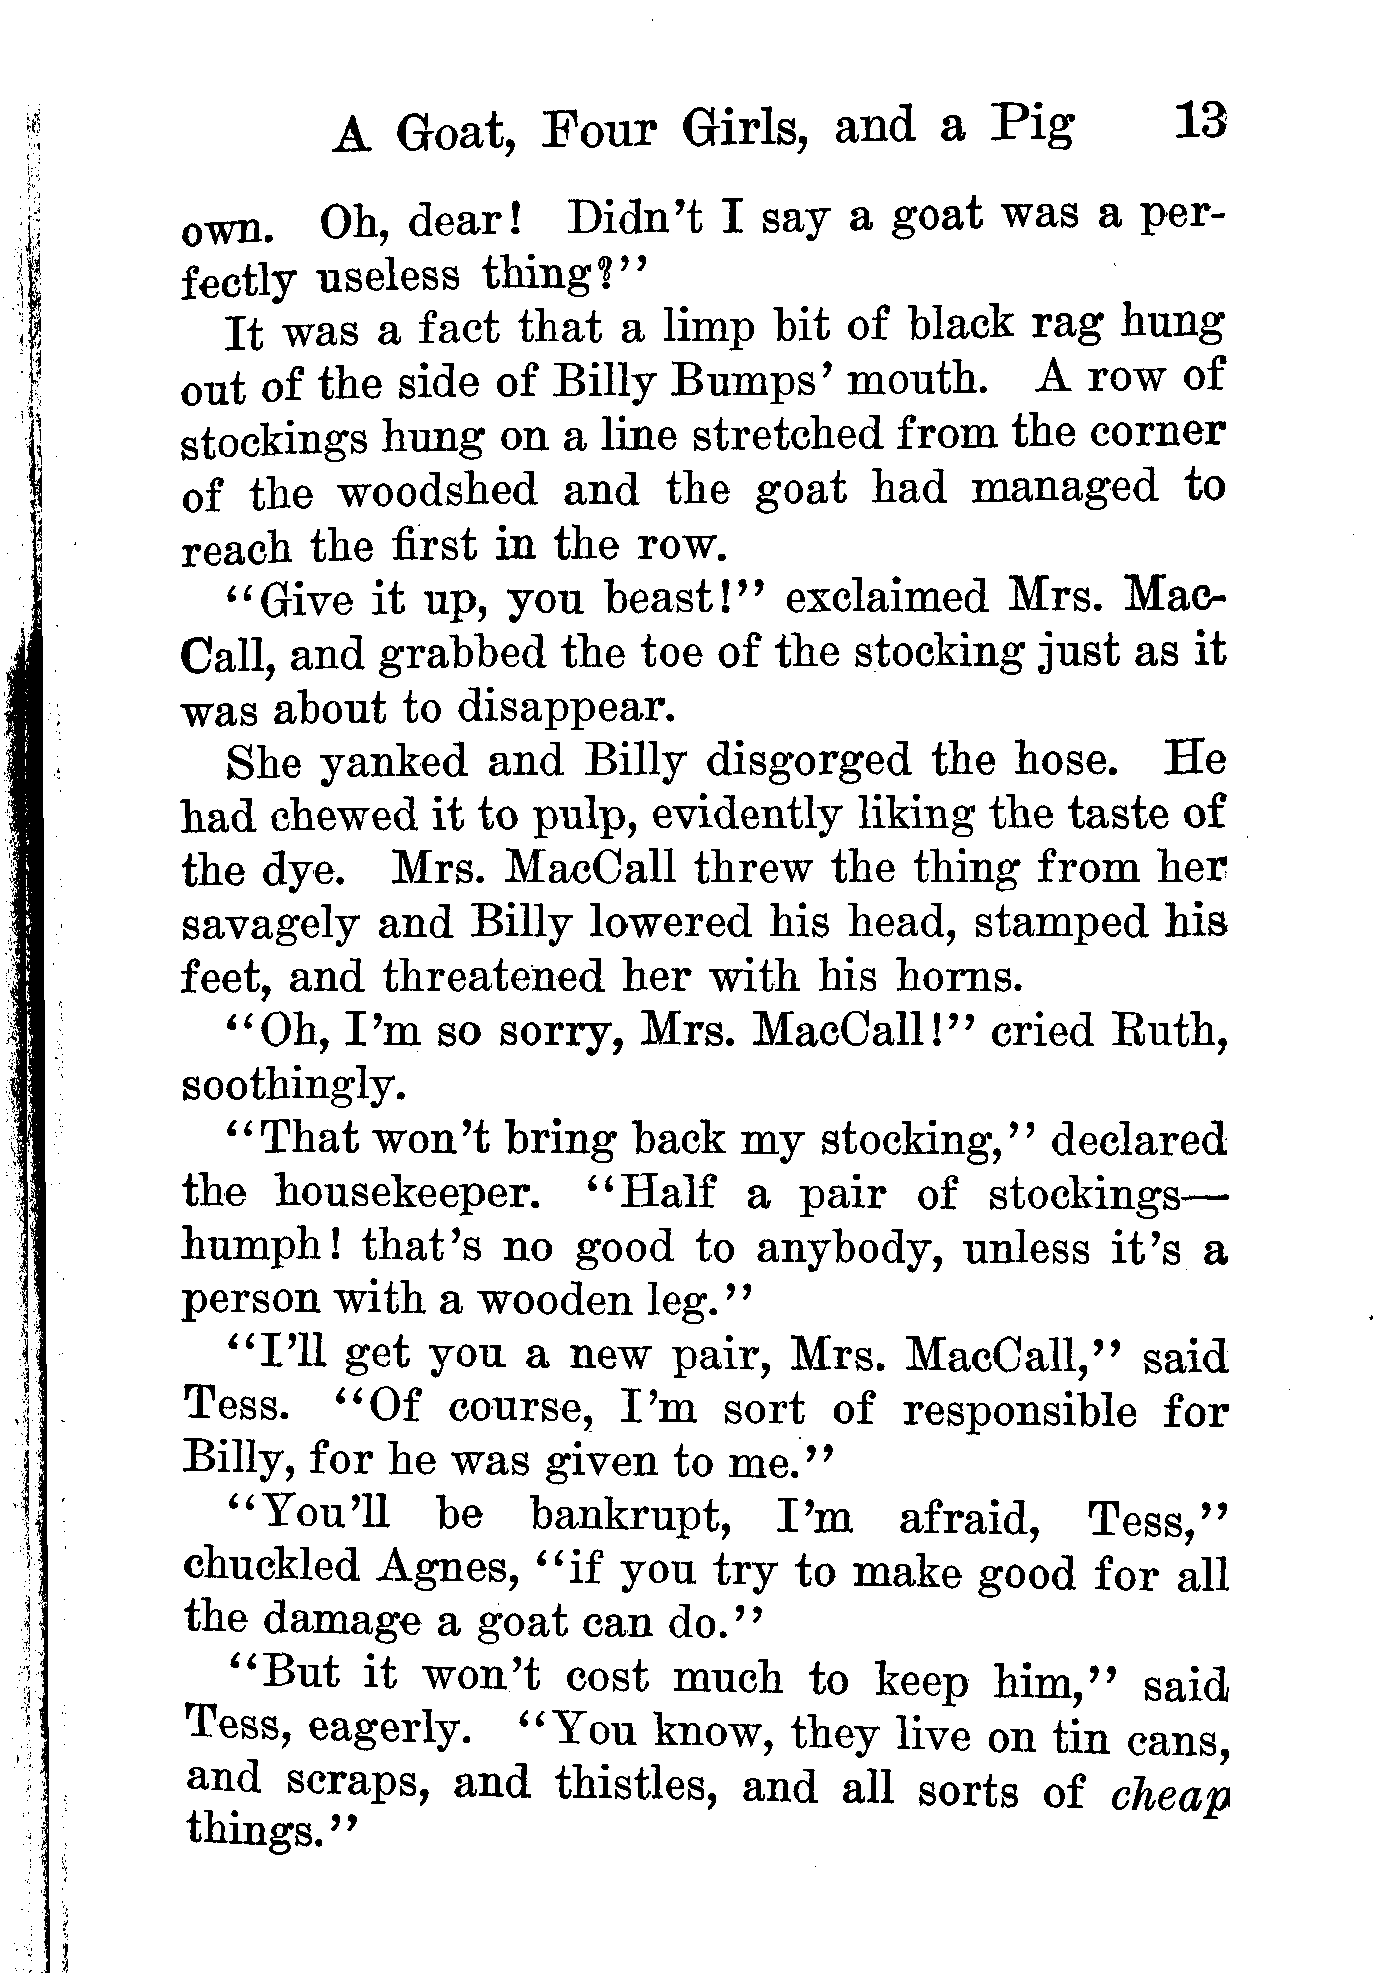 A Goat, Four Girls, and a Pig 13
own. Oh, dear! Didn't I say a goat was a per-
fectly useless thing?''
It was a fact that a limp bit of black rag hung
out of the side of Billy Bumps' mouth. A row of
stockings hung on a line stretched from the corner
of the woodshed and the goat had managed to
reach the first in the row.
“Give it up, you beast!” exclaimed Mrs. Mac-
Call, and grabbed the toe of the stocking just as it
was about to disappear.
She yanked and Billy disgorged the hose. He
had chewed it to pulp, evidently liking the taste of
the dye. Mrs. MacCall threw the thing from her
savagely and Billy lowered his head, stamped his
feet, and threatened her with his horns.
“Oh, I'm so sorry, Mrs. MacCall!” cried Ruth,
soothingly.
“That won't bring back my stocking,” declared
the housekeeper. “Half a pair of stockings—
humph! that's no good to anybody, unless it's a
person with a wooden leg.”
“I'll get you a new pair, Mrs. MacCall,” said
Tess. “Of course, I'm sort of responsible for
Billy, for he was given to me.”
“You'll be bankrupt, I'm afraid, Tess,”
chuckled Agnes, “if you try to make good for all
the damage a goat can do.”
“But it won't cost much to keep him,” said
Tess, eagerly. “You know, they live on tin cans,
and scraps, and thistles, and all sorts of cheap
things.”